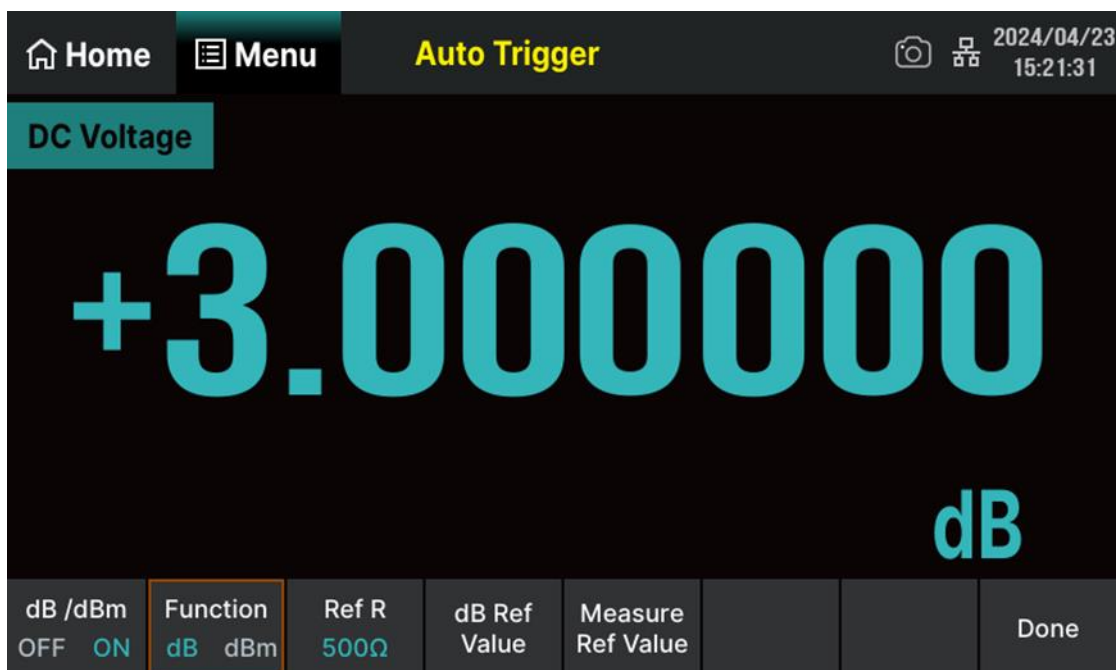 Home Menu Auto Trigger 2024/04/23
15:21:31
DC Voltage
+3.000000
dB
dB /dBm Function Ref R dB Ref Measure Done
OFF ON dB dBm 500Ω Value Ref Value